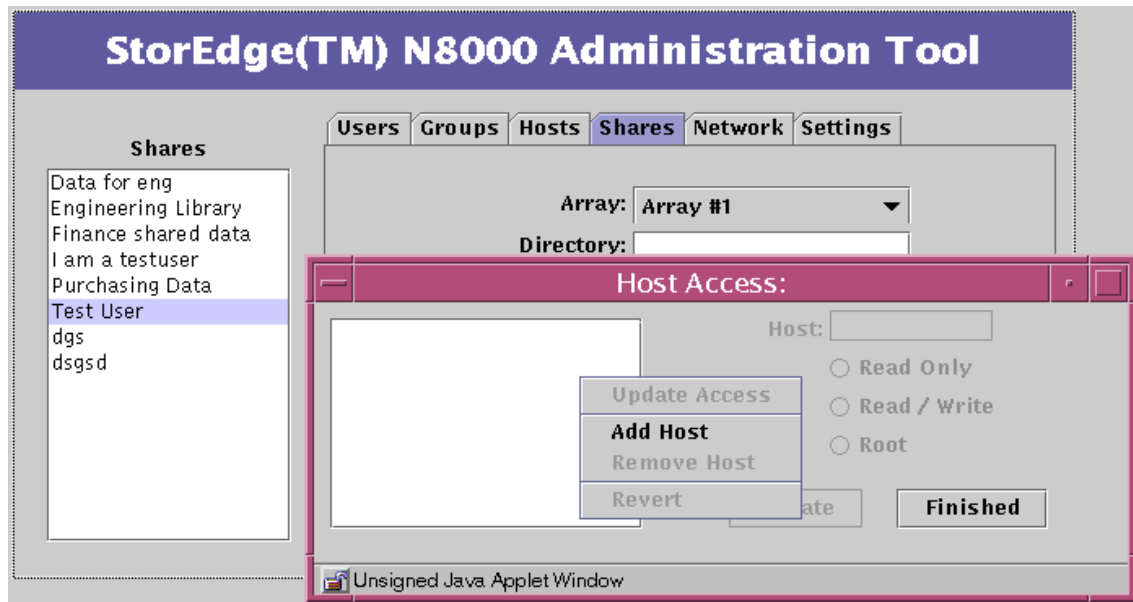 StorEdge(TM) N8000 Administration Tool
Users Groups Hosts Shares Network Settings
Shares
Data for eng
Engineering Library
Finance shared data
I am a testuser
Purchasing Data
Test User
dgs
dsgsd
Array: Array #1
Directory:
Host Access:
Host:
Read Only
Read / Write
Root
Update Access
Add Host
Remove Host
Revert
Finished
Unsigned Java Applet Window